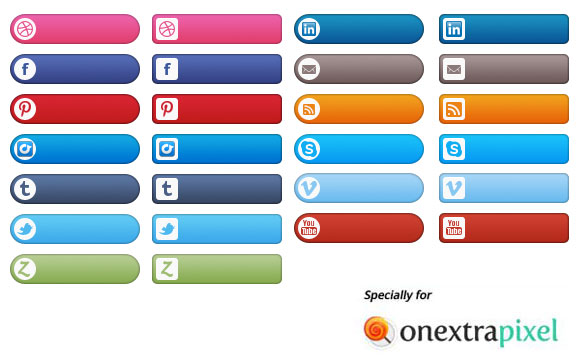 in in
f f
p p
S S
t t v v
You You
Tube Tube
Z Z
Specially for
onextrapixel